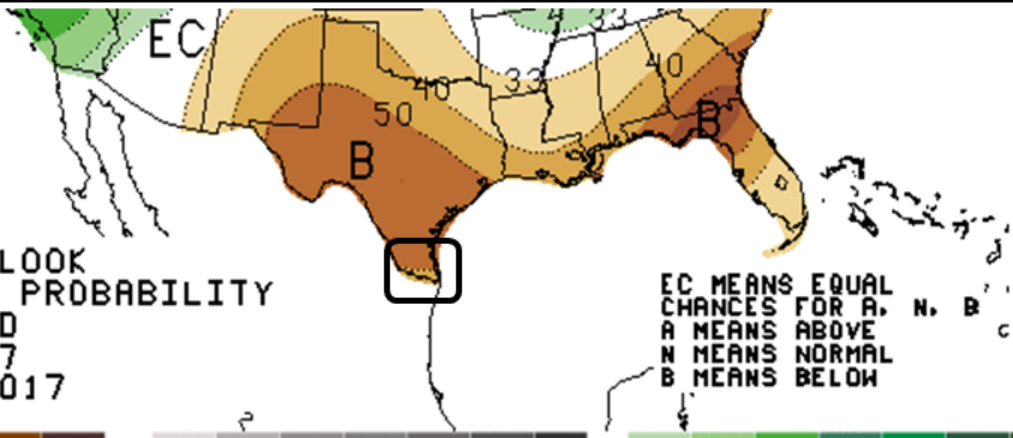 33
EC
40
40
33
50
B
B
LOOK
PROBABILITY
D
7
017
EC MEANS EQUAL
CHANCES FOR A, N, B
A MEANS ABOVE
N MEANS NORMAL
B MEANS BELOW